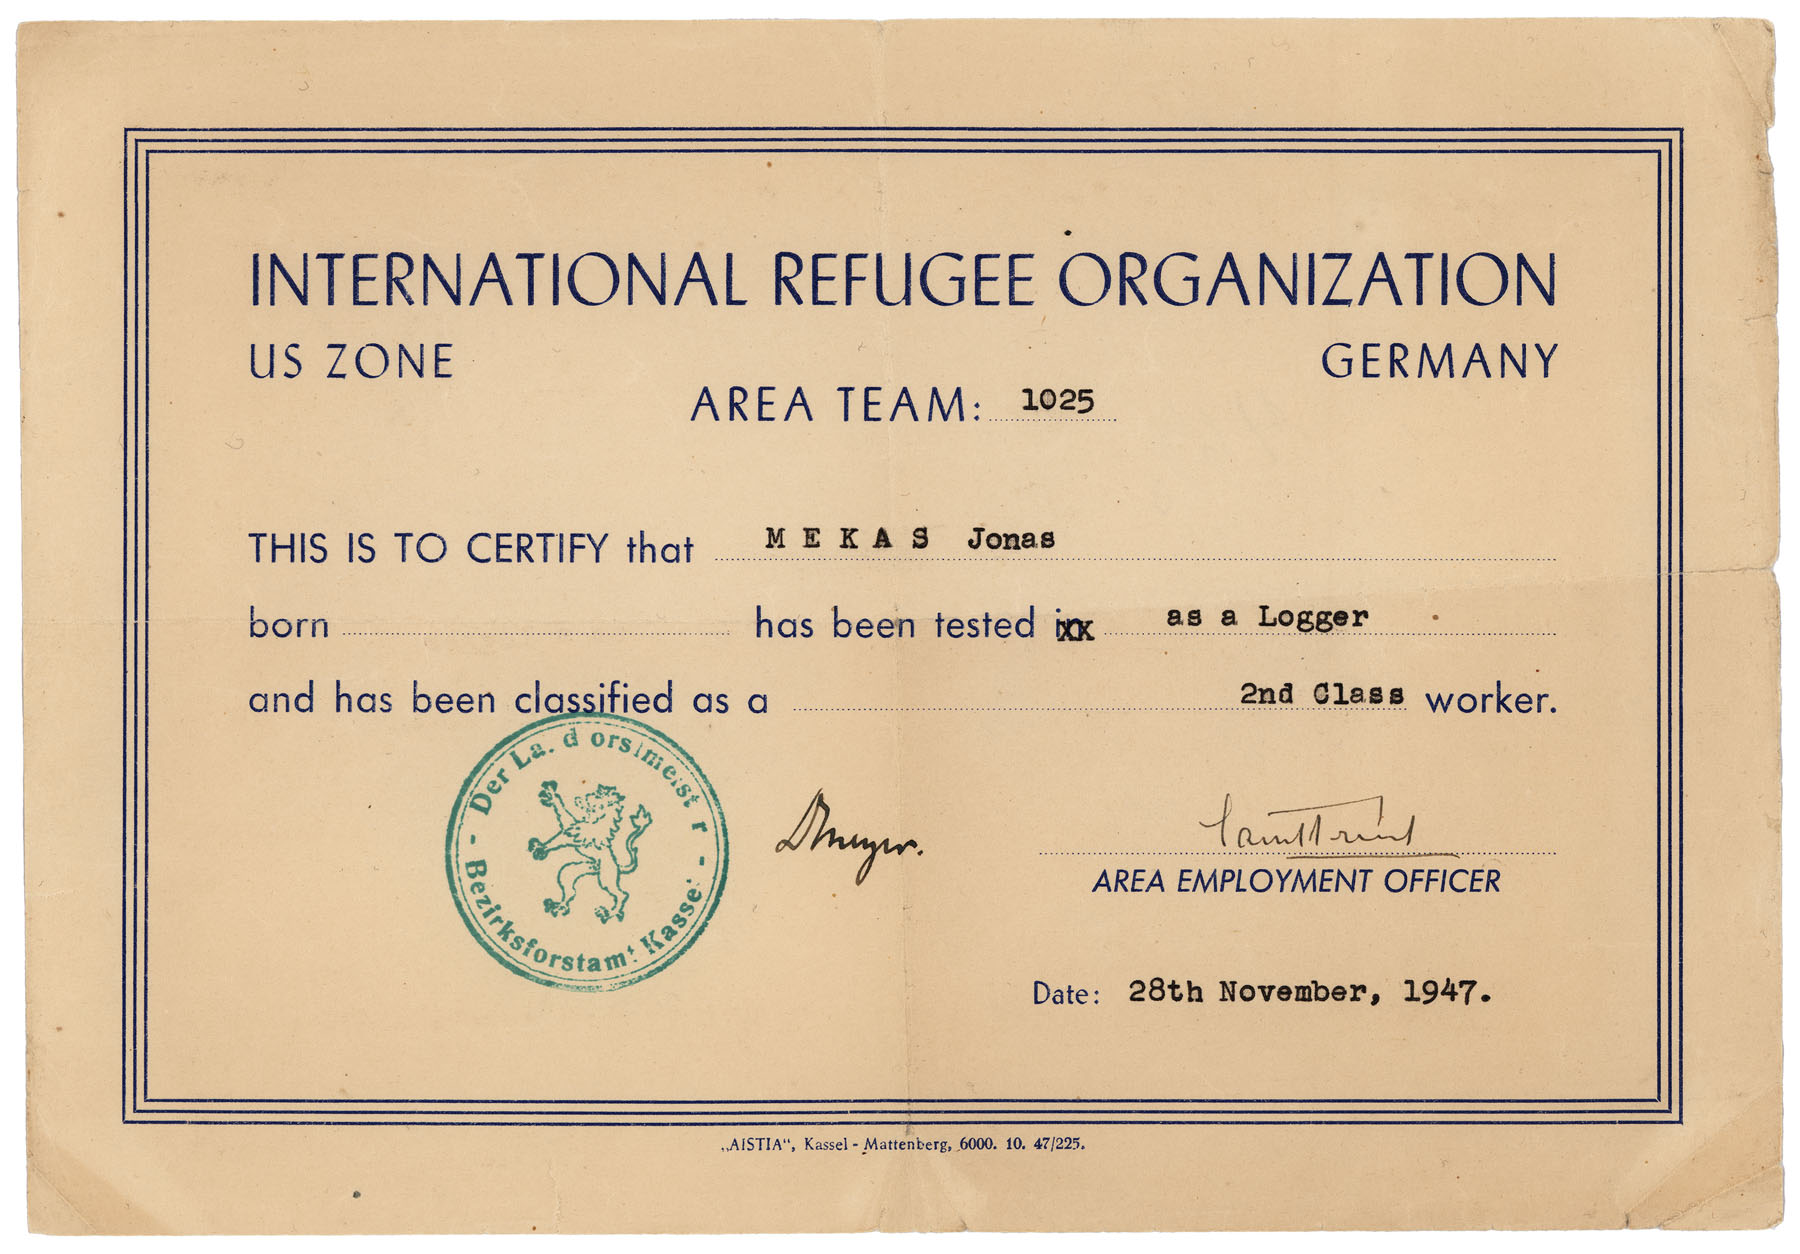 INTERNATIONAL REFUGEE ORGANIZATION
US ZONE GERMANY
AREA TEAM: 1025
THIS IS TO CERTIFY that MEKAS Jonas
born has been tested as a Logger
and has been classified as a 2nd Class worker.
Der La. d orstmeist r
- Bezirksforstamt Kassel -
AREA EMPLOYMENT OFFICER
Date: 28th November, 1947.
„AISTIA“, Kassel - Mattenberg, 6000. 10. 47/225.